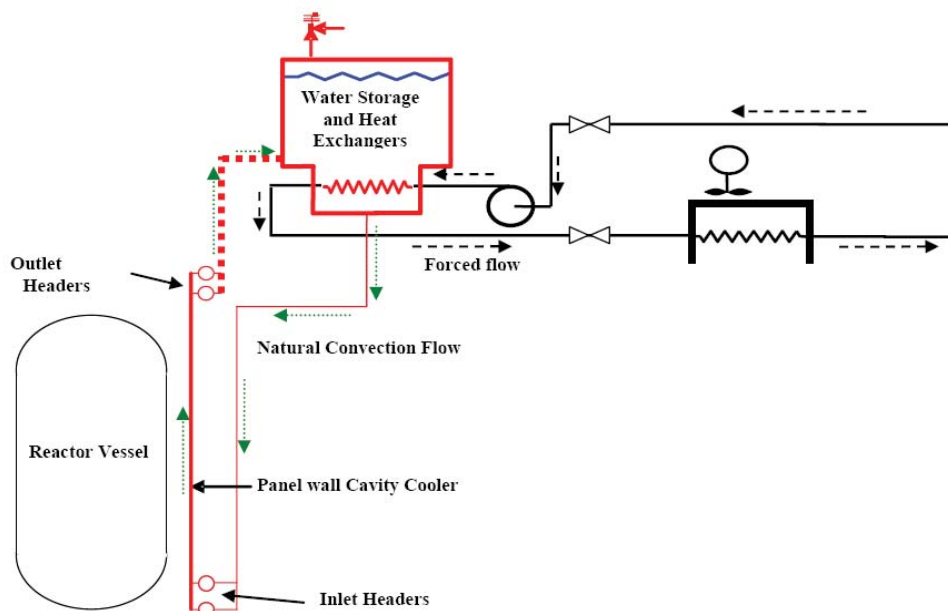 Water Storage
and Heat
Exchangers
Outlet
Headers
Forced flow
Natural Convection Flow
Reactor Vessel
Panel wall Cavity Cooler
Inlet Headers